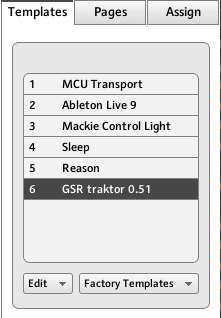 Templates Pages Assign
1 MCU Transport
2 Ableton Live 9
3 Mackie Control Light
4 Sleep
5 Reason
6 GSR traktor 0.51
Edit Factory Templates